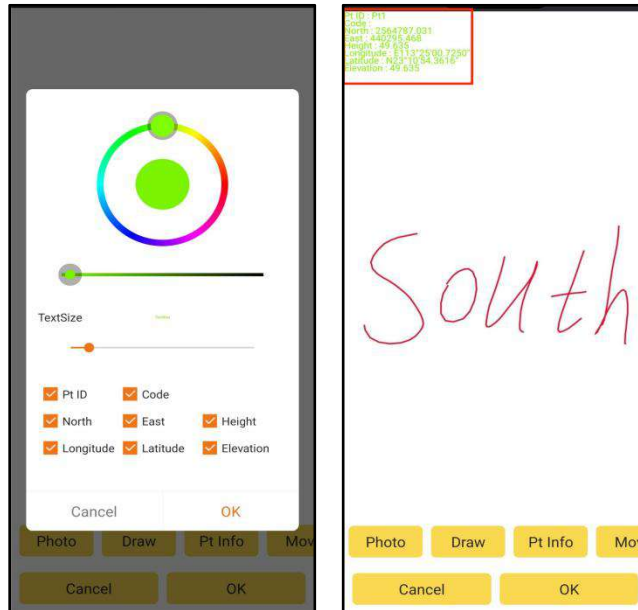 TextSize
Pt ID Code
North East Height
Longitude Latitude Elevation
Cancel OK
Photo Draw Pt Info Mov
Cancel OK
Pt ID : Pt1
Code :
North : 2564787.031
East : 440295.468
Height : 49.635
Longitude : E113°25'00.7250"
Latitude : N23°10'54.3616"
Elevation : 49.635
South
Photo Draw Pt Info Mov
Cancel OK